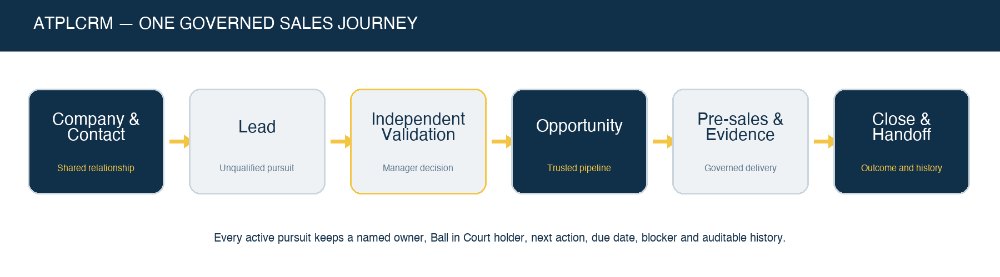 ATPLCRM — ONE GOVERNED SALES JOURNEY
Company &
Contact
Shared relationship
Lead
Unqualified pursuit
Independent
Validation
Manager decision
Opportunity
Trusted pipeline
Pre-sales &
Evidence
Governed delivery
Close &
Handoff
Outcome and history
Every active pursuit keeps a named owner, Ball in Court holder, next action, due date, blocker and auditable history.